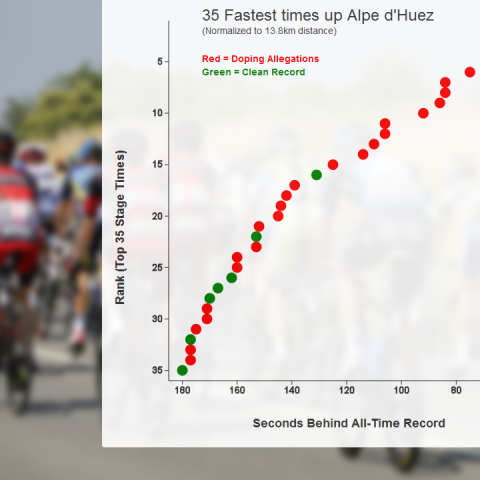 35 Fastest times up Alpe d'Huez
(Normalized to 13.8km distance)
Red = Doping Allegations
Green = Clean Record
Rank (Top 35 Stage Times)
5
10
15
20
25
30
35
180 160 140 120 100 80
Seconds Behind All-Time Record